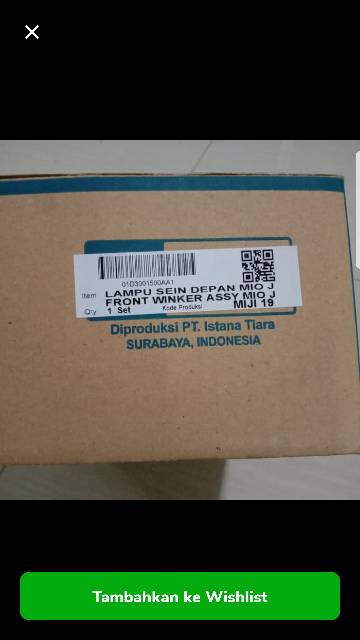 01D3001500AA1
Item LAMPU SEIN DEPAN MIO J
FRONT WINKER ASSY MIO J
Qty 1 Set Kode Produksi MIJI 19
Diproduksi PT. Istana Tiara
SURABAYA, INDONESIA
Tambahkan ke Wishlist